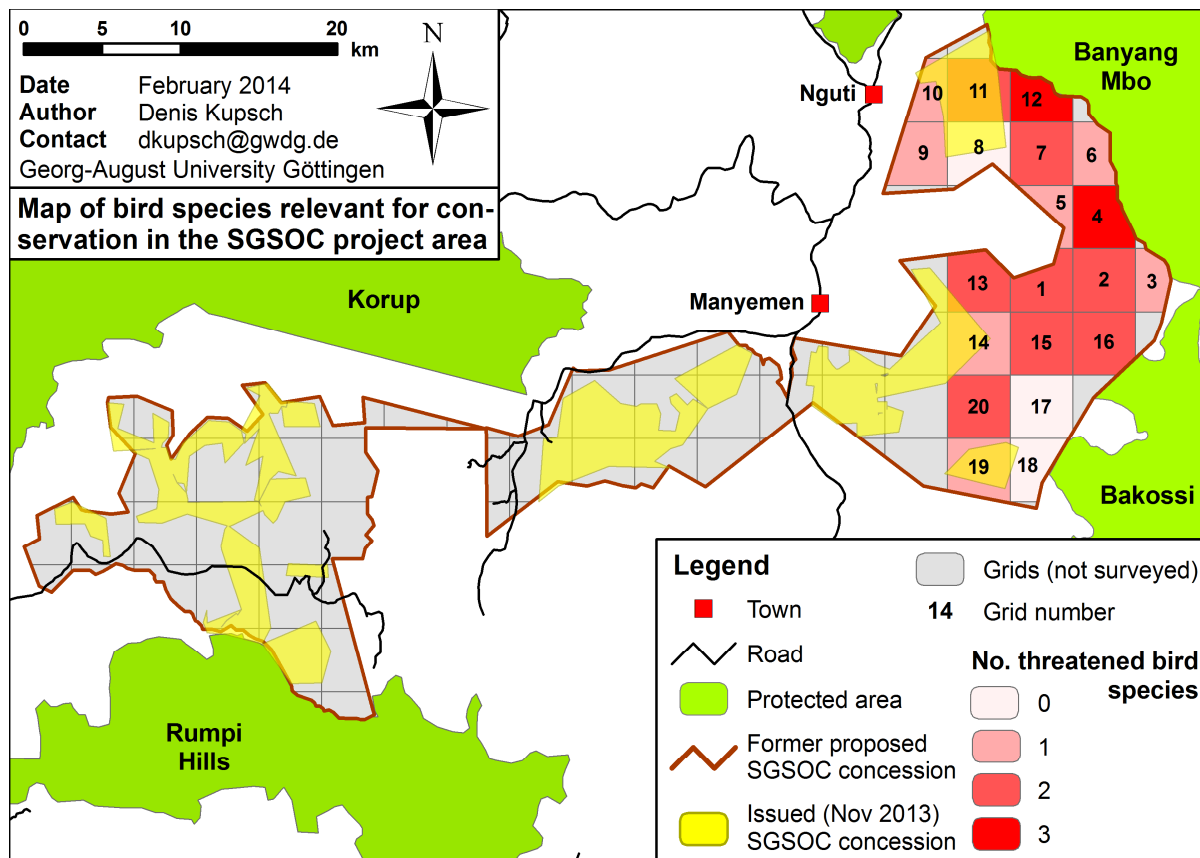 0 5 10 20
km
N
Date February 2014
Author Denis Kupsch
Contact dkupsch@gwdg.de
Georg-August University Göttingen
Map of bird species relevant for con-
servation in the SGSOC project area
Banyang
Mbo
Nguti
10 11 12
9 8 7 6
5 4
Korup
Manyemen
13 1 2 3
14 15 16
20 17
19 18
Bakossi
Rumpi
Hills
Legend
Town
Road
Protected area
Former proposed
SGSOC concession
Issued (Nov 2013)
SGSOC concession
Grids (not surveyed)
14 Grid number
No. threatened bird
species
0
1
2
3